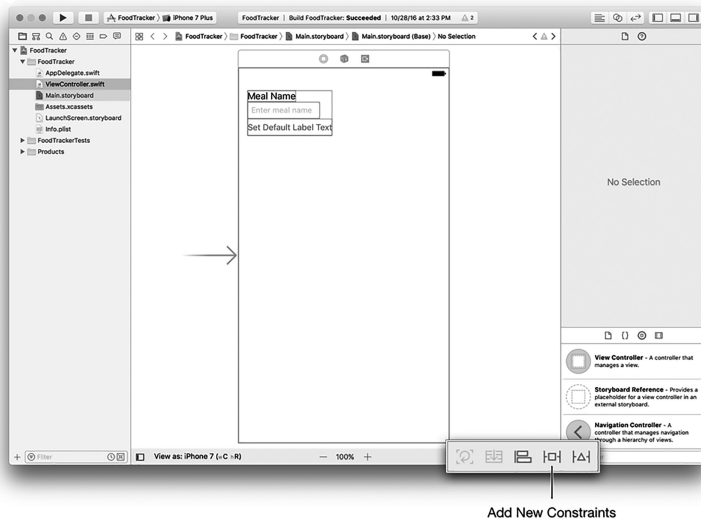 FoodTracker
iPhone 7 Plus
FoodTracker | Build FoodTracker: Succeeded | 10/28/16 at 2:33 PM
2
FoodTracker
FoodTracker
Main.storyboard
Main.storyboard (Base)
No Selection
FoodTracker
FoodTracker
AppDelegate.swift
ViewController.swift
Main.storyboard
Assets.xcassets
LaunchScreen.storyboard
Info.plist
FoodTrackerTests
Products
Meal Name
Enter meal name
Set Default Label Text
No Selection
View Controller - A controller that
manages a view.
Storyboard Reference - Provides a
placeholder for a view controller in an
external storyboard.
Navigation Controller - A
controller that manages navigation
through a hierarchy of views.
Filter
View as: iPhone 7 (wC hR)
100%
Add New Constraints